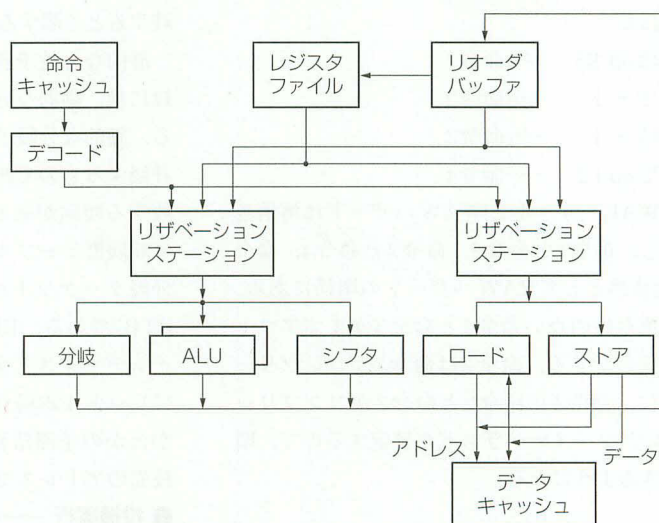 命令
キャッシュ
レジスタ
ファイル
リオーダ
バッファ
デコード
リザベーション
ステーション
リザベーション
ステーション
分岐
ALU
シフタ
ロード
ストア
アドレス
データ
データ
キャッシュ